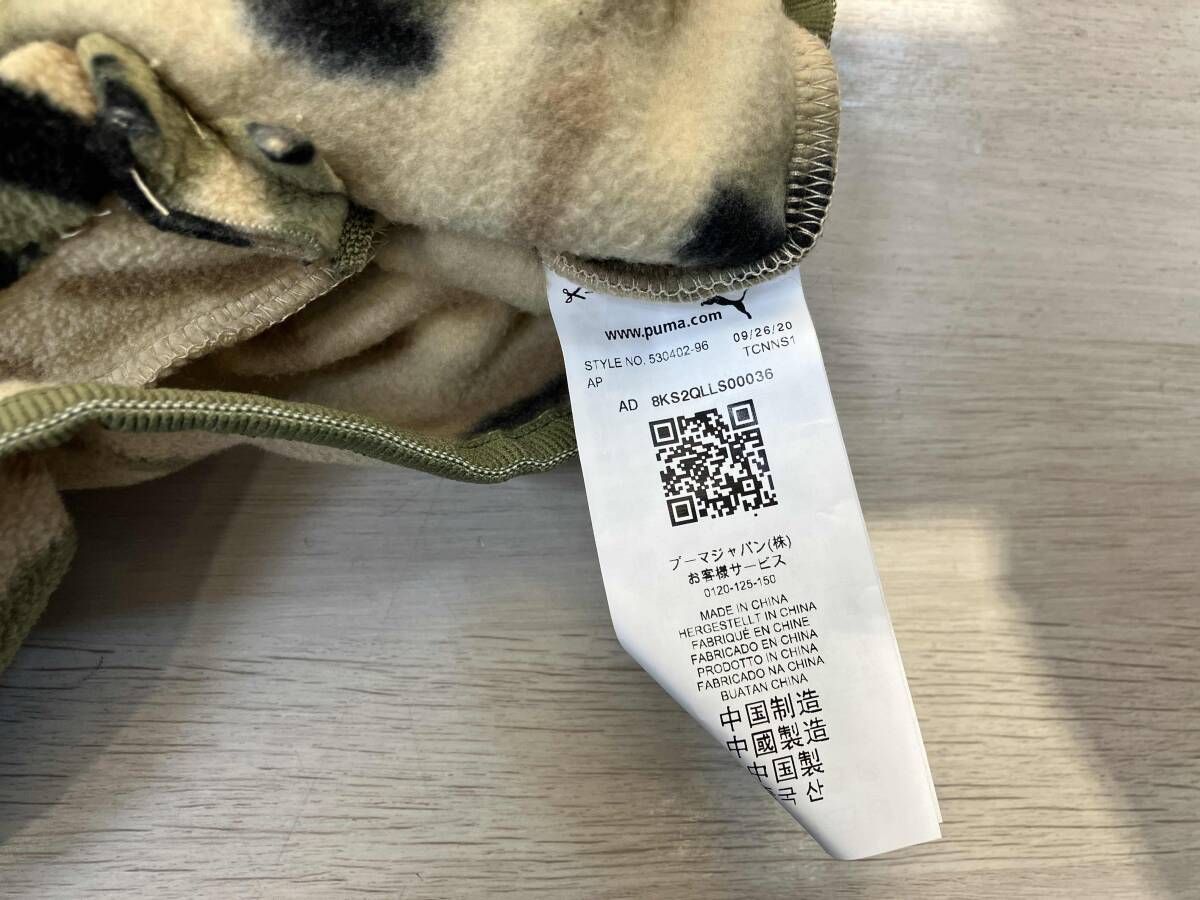 www.puma.com
STYLE NO. 530402-96 09/26/20
AP TCNNS1
AD 8KS2QLLS00036
プーマジャパン(株)
お客様サービス
0120-125-150
MADE IN CHINA
HERGESTELLT IN CHINA
FABRIQUÉ EN CHINE
FABRICADO EN CHINA
PRODOTTO IN CHINA
FABRICADO NA CHINA
BUATAN CHINA
中国制造
中國製造
中国製
국산